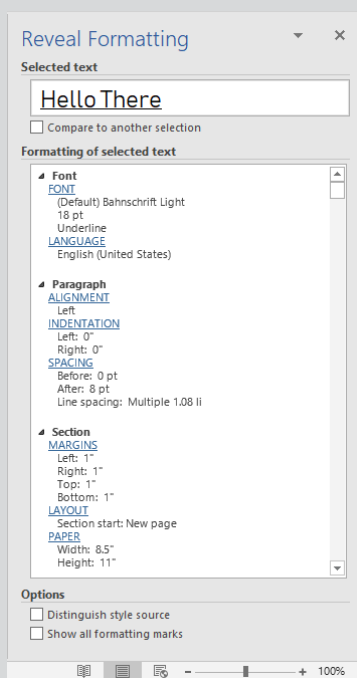 Reveal Formatting
Selected text
Hello There
Compare to another selection
Formatting of selected text
Font
FONT
(Default) Bahnschrift Light
18 pt
Underline
LANGUAGE
English (United States)
Paragraph
ALIGNMENT
Left
INDENTATION
Left: 0"
Right: 0"
SPACING
Before: 0 pt
After: 8 pt
Line spacing: Multiple 1.08 li
Section
MARGINS
Left: 1"
Right: 1"
Top: 1"
Bottom: 1"
LAYOUT
Section start: New page
PAPER
Width: 8.5"
Height: 11"
Options
Distinguish style source
Show all formatting marks
100%